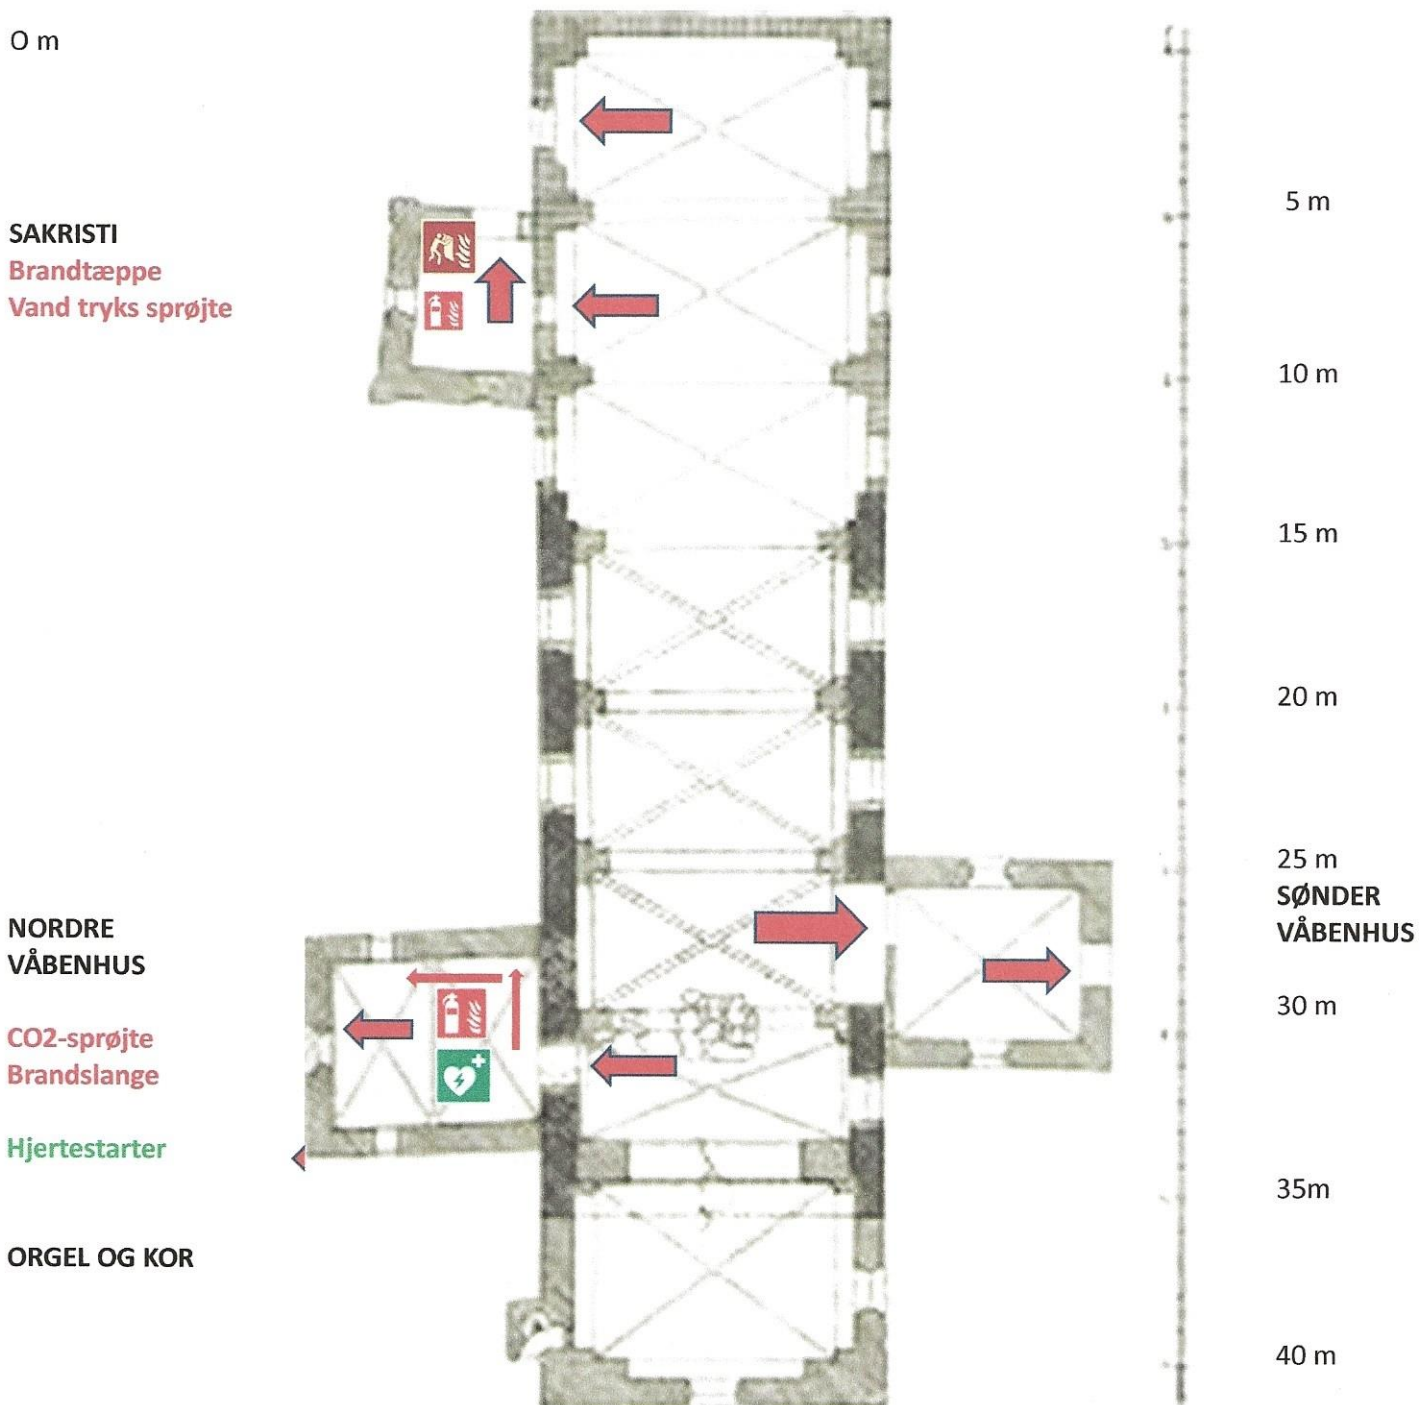 O m
5 m
SAKRISTI
Brandtæppe
Vand tryks sprøjte
10 m
15 m
20 m
25 m
SØNDER
VÅBENHUS
NORDRE
VÅBENHUS
30 m
CO2-sprøjte
Brandslange
Hjertestarter
35m
ORGEL OG KOR
40 m